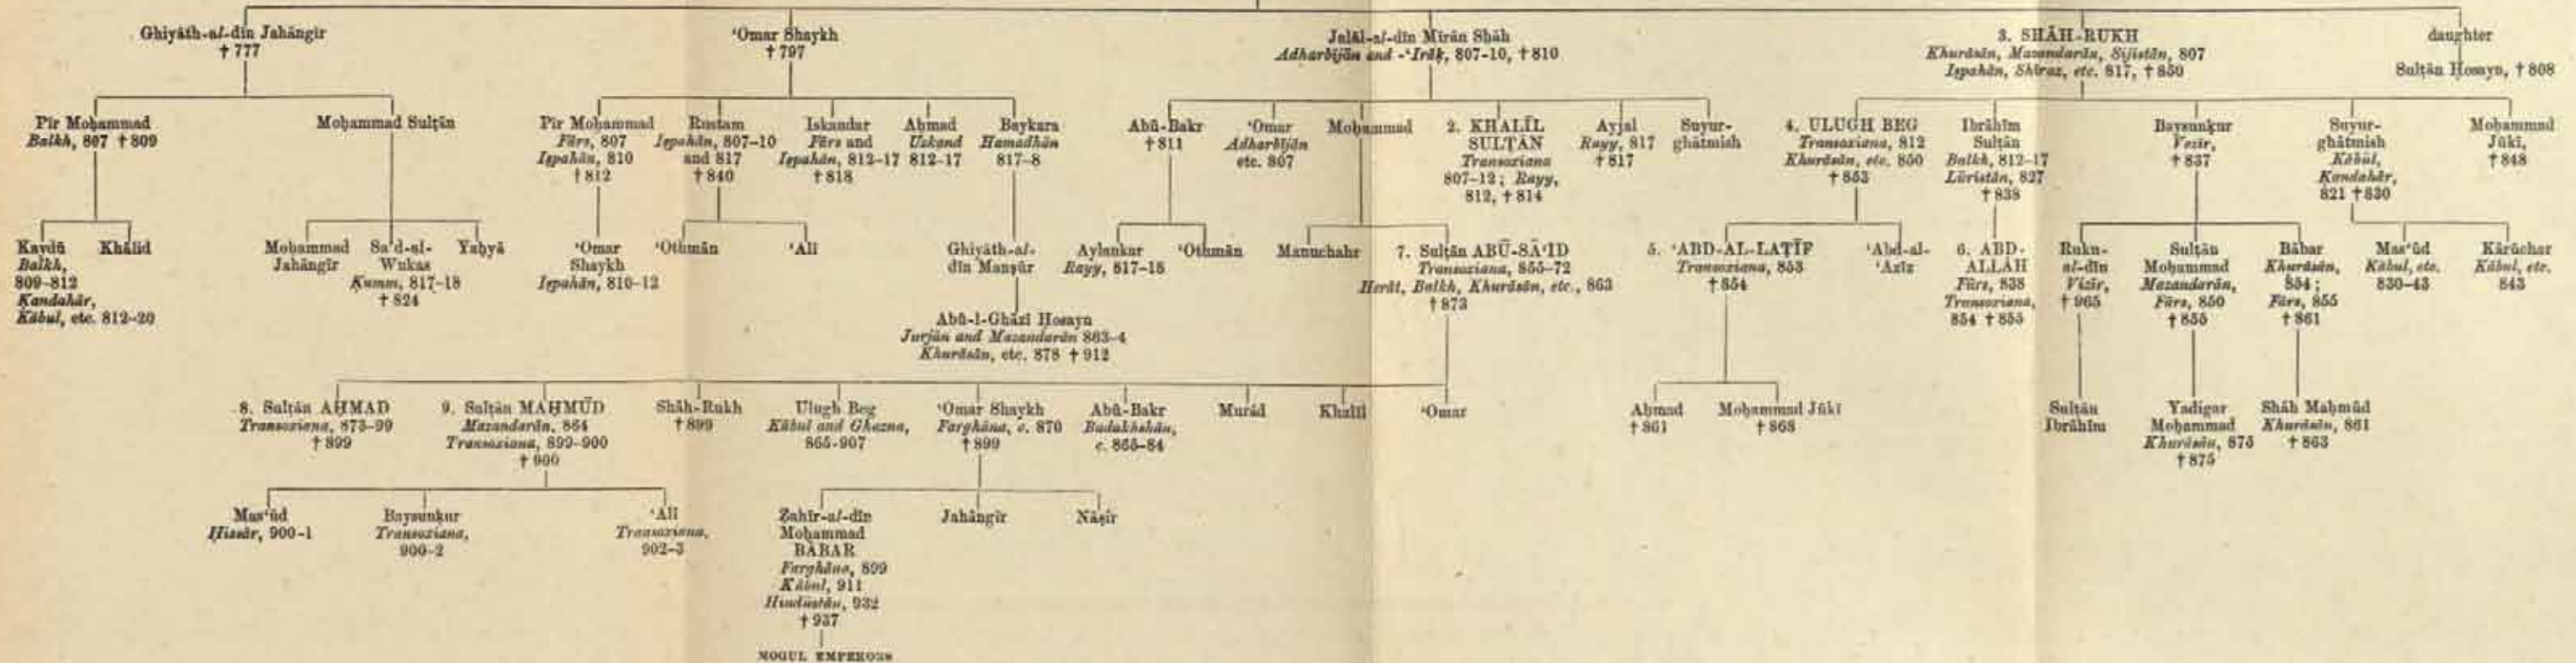 Ghiyāth-al-dīn Jahāngīr
† 777
‘Omar Shaykh
† 797
Jalāl-al-dīn Mīrān Shāh
Adharbījān and -‘Irāḳ, 807-10, † 810
3. SHĀH-RUKH
Khurāsān, Mazandarān, Sijistān, 807
Iṣpahān, Shīraz, etc. 817, † 850
daughter
Sulṭān Ḥosayn, † 808
Pīr Moḥammad
Balkh, 807 † 809
Moḥammad Sulṭān
Pīr Moḥammad
Fārs, 807
Iṣpahān, 810
† 812
Rustam
Iṣpahān, 807-10
and 817
† 840
Iskandar
Fārs and
Iṣpahān, 812-17
† 818
Aḥmad
Uzkand
812-17
Baykara
Hamadhān
817-8
Abū-Bakr
† 811
‘Omar
Adharbījān
etc. 807
Moḥammad
2. KHALĪL
SULṬĀN
Transoxiana
807-12; Rayy,
812, † 814
Ayjal
Rayy, 817
† 817
Suyur-
ghātmish
4. ULUGH BEG
Transoxiana, 812
Khurāsān, etc. 850
† 853
Ibrāhīm
Sulṭān
Balkh, 812-17
Lūristān, 827
† 838
Baysunḳur
Vezīr,
† 837
Suyur-
ghātmish
Kābul,
Kandahār,
821 † 830
Moḥammad
Jūkī,
† 848
Kaydū
Balkh,
809-812
Kandahār,
Kābul, etc. 812-20
Khālid
Moḥammad
Jahāngīr
Sa‘d-al-
Wukas
Ḳumm, 817-18
† 824
Yaḥyā
‘Omar
Shaykh
Iṣpahān, 810-12
‘Othmān
‘Alī
Ghiyāth-al-
dīn Manṣūr
Aylankar
Rayy, 817-18
‘Othmān
Manuchahr
7. Sulṭān ABŪ-SĀ‘ID
Transoxiana, 855-72
Herāt, Balkh, Khurāsān, etc., 863
† 873
5. ‘ABD-AL-LAṬĪF
Transoxiana, 853
† 854
‘Abd-al-
‘Azīz
6. ABD-
ALLĀH
Fārs, 838
Transoxiana,
854 † 855
Rukn-
al-dīn
Vizīr,
† 965
Sulṭān
Moḥammad
Mazandarān,
Fārs, 850
† 855
Bābar
Khurāsān,
854;
Fārs, 855
† 861
Mas‘ūd
Kābul, etc.
830-43
Ḳārūchar
Kābul, etc.
843
Abū-l-Ghāzī Ḥosayn
Jurjān and Mazandarān 863-4
Khurāsān, etc. 878 † 912
8. Sulṭān AḤMAD
Transoxiana, 873-99
† 899
9. Sulṭān MAḤMŪD
Mazandarān, 864
Transoxiana, 899-900
† 900
Shāh-Rukh
† 899
Ulugh Beg
Kābul and Ghazna,
865-907
‘Omar Shaykh
Farghāna, c. 870
† 899
Abū-Bakr
Badakhshān,
c. 865-84
Murād
Khalīl
‘Omar
Aḥmad
† 861
Moḥammad Jūkī
† 868
Sulṭān
Ibrāhīm
Yadigar
Moḥammad
Khurāsān, 875
† 875
Shāh Maḥmūd
Khurāsān, 861
† 863
Mas‘ūd
Ḥissār, 900-1
Baysunḳur
Transoxiana,
900-2
‘Alī
Transoxiana,
902-3
Ẓahīr-al-dīn
Moḥammad
BĀBAR
Farghāna, 899
Kābul, 911
Hindūstān, 932
† 937
Jahāngīr
Nāṣir
MOGUL EMPERORS